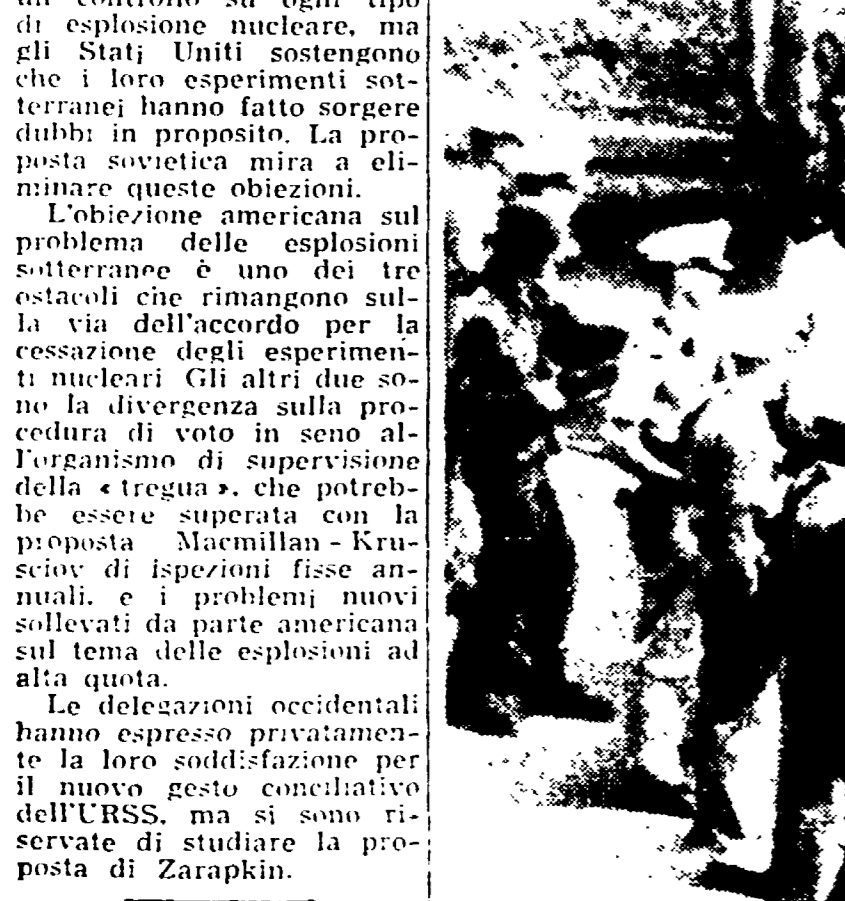 un controllo su ogni tipo
di esplosione nucleare, ma
gli Stati Uniti sostengono
che i loro esperimenti sot-
terranei hanno fatto sorgere
dubbi in proposito. La pro-
posta sovietica mira a eli-
minare queste obiezioni.
L'obiezione americana sul
problema delle esplosioni
sotterranee è uno dei tre
ostacoli che rimangono sul-
la via dell'accordo per la
cessazione degli esperimen-
ti nucleari Gli altri due so-
no la divergenza sulla pro-
cedura di voto in seno al-
l'organismo di supervisione
della « tregua », che potreb-
be essere superata con la
proposta Macmillan - Kru-
sciov di ispezioni fisse an-
nuali, e i problemi nuovi
sollevati da parte americana
sul tema delle esplosioni ad
alta quota.
Le delegazioni occidentali
hanno espresso privatamen-
te la loro soddisfazione per
il nuovo gesto conciliativo
dell'URSS, ma si sono ri-
servate di studiare la pro-
posta di Zarapkin.